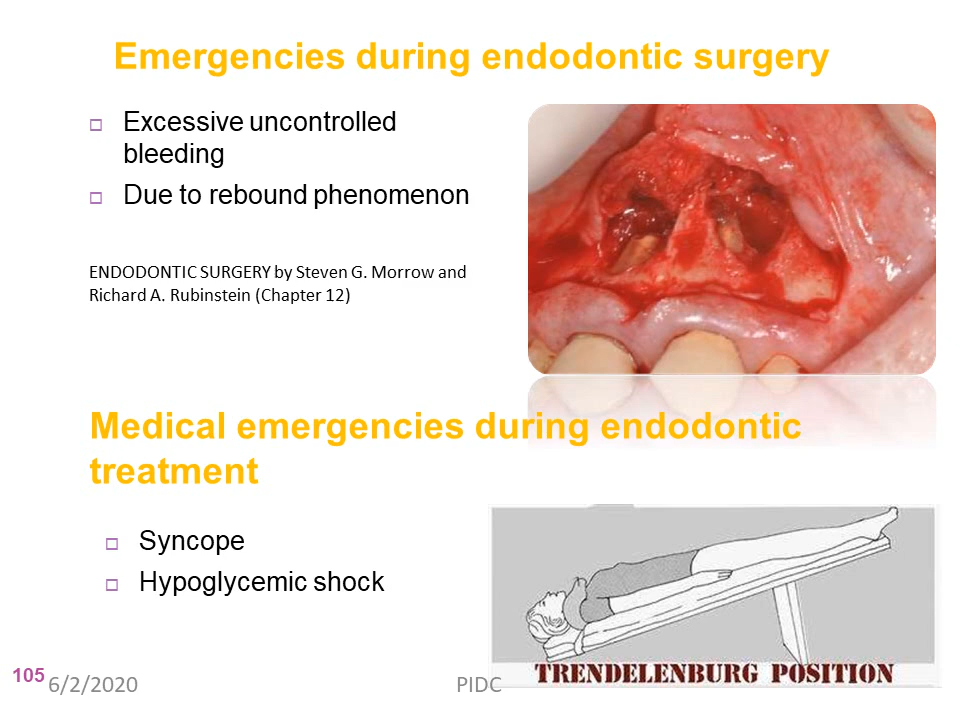 Emergencies during endodontic surgery
Excessive uncontrolled
bleeding
Due to rebound phenomenon
ENDODONTIC SURGERY by Steven G. Morrow and
Richard A. Rubinstein (Chapter 12)
Medical emergencies during endodontic
treatment
Syncope
Hypoglycemic shock
TRENDELENBURG POSITION
105
6/2/2020
PIDC